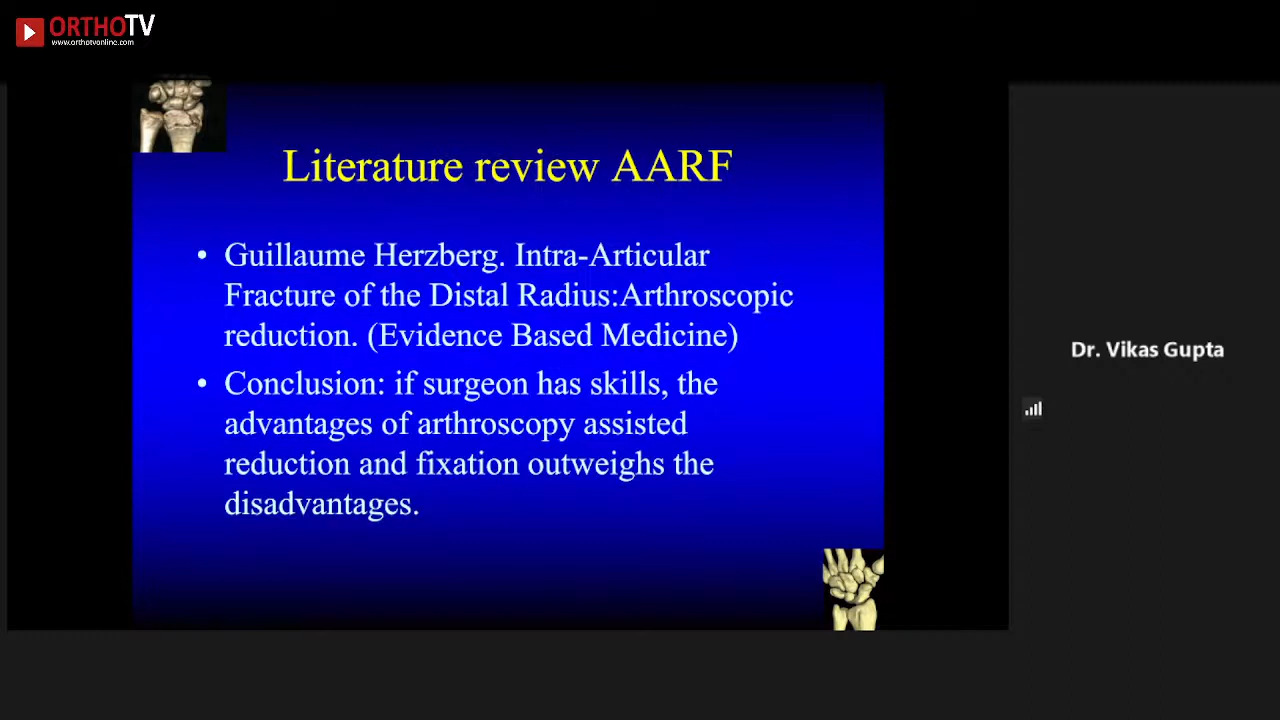 ORTHOTV
www.orthotvonline.com
Literature review AARF
• Guillaume Herzberg. Intra-Articular
Fracture of the Distal Radius:Arthroscopic
reduction. (Evidence Based Medicine)
• Conclusion: if surgeon has skills, the
advantages of arthroscopy assisted
reduction and fixation outweighs the
disadvantages.
Dr. Vikas Gupta